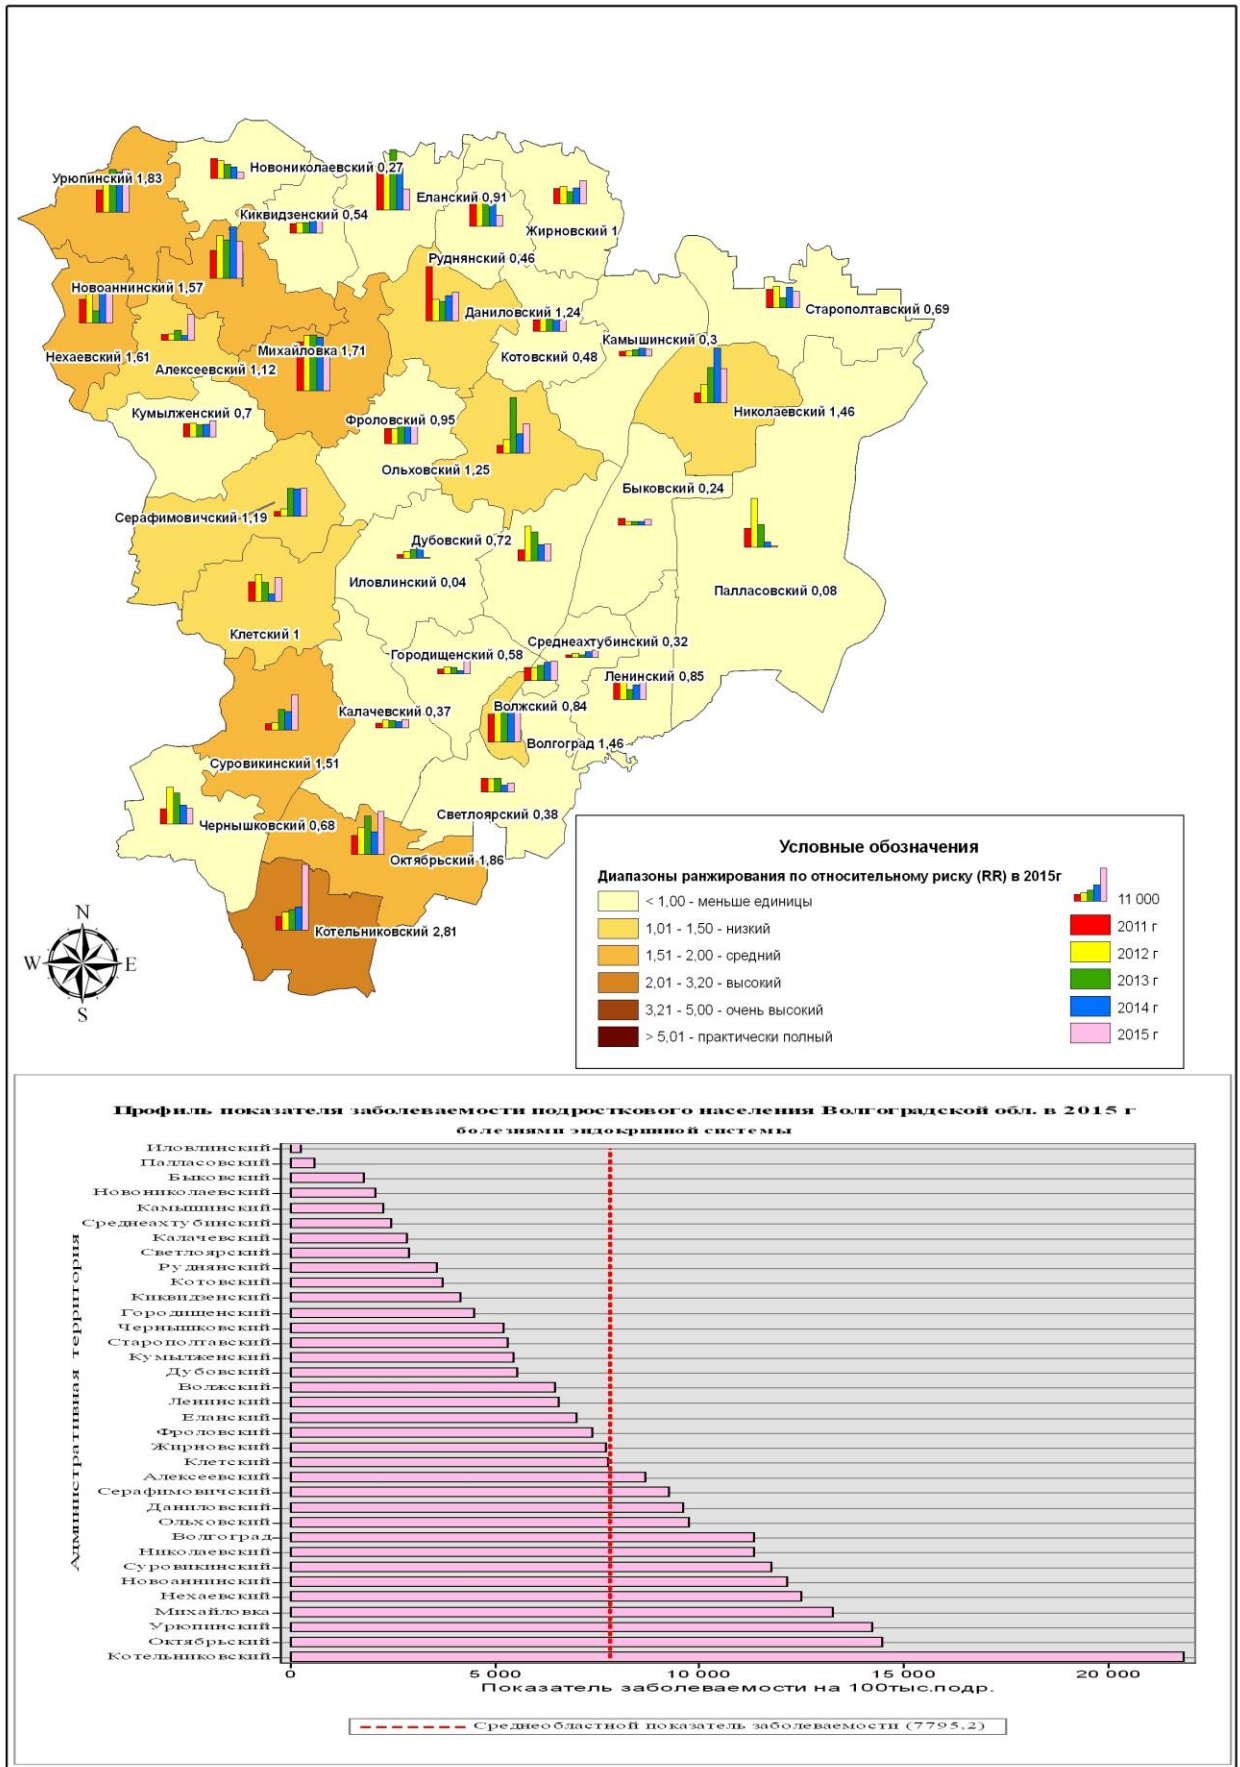 Новониколаевский 0,27
Урюпинский 1,83
Еланский 0,91
Киквидзенский 0,54
Жирновский 1
Руднянский 0,46
Новоаннинский 1,57
Старополтавский 0,69
Даниловский 1,24
Камышинский 0,3
Михайловка 1,71
Нехаевский 1,61
Котовский 0,48
Алексеевский 1,12
Николаевский 1,46
Кумылженский 0,7
Фроловский 0,95
Ольховский 1,25
Быковский 0,24
Серафимовичский 1,19
Дубовский 0,72
Иловлинский 0,04
Палласовский 0,08
Клетский 1
Среднеахтубинский 0,32
Городищенский 0,58
Ленинский 0,85
Волжский 0,84
Калачевский 0,37
Волгоград 1,46
Суровикинский 1,51
Светлоярский 0,38
Чернышковский 0,68
Октябрьский 1,86
Котельниковский 2,81
N
W
E
S
Условные обозначения
Диапазоны ранжирования по относительному риску (RR) в 2015г
< 1,00 - меньше единицы
1,01 - 1,50 - низкий
1,51 - 2,00 - средний
2,01 - 3,20 - высокий
3,21 - 5,00 - очень высокий
> 5,01 - практически полный
11 000
2011 г
2012 г
2013 г
2014 г
2015 г
Профиль показателя заболеваемости подросткового населения Волгоградской обл. в 2015 г
болезнями эндокринной системы
Административная территория
Иловлинский
Палласовский
Быковский
Новониколаевский
Камышинский
Среднеахтубинский
Калачевский
Светлоярский
Руднянский
Котовский
Киквидзенский
Городищенский
Чернышковский
Старополтавский
Кумылженский
Дубовский
Волжский
Ленинский
Еланский
Фроловский
Жирновский
Клетский
Алексеевский
Серафимовичский
Даниловский
Ольховский
Волгоград
Николаевский
Суровикинский
Новоаннинский
Нехаевский
Михайловка
Урюпинский
Октябрьский
Котельниковский
0
5 000
10 000
15 000
20 000
Показатель заболеваемости на 100тыс.подр.
Среднеобластной показатель заболеваемости (7795,2)